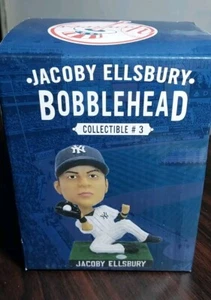 ·JACOBY ELLSBURY·
BOBBLEHEAD
COLLECTIBLE # 3
JACOBY ELLSBURY